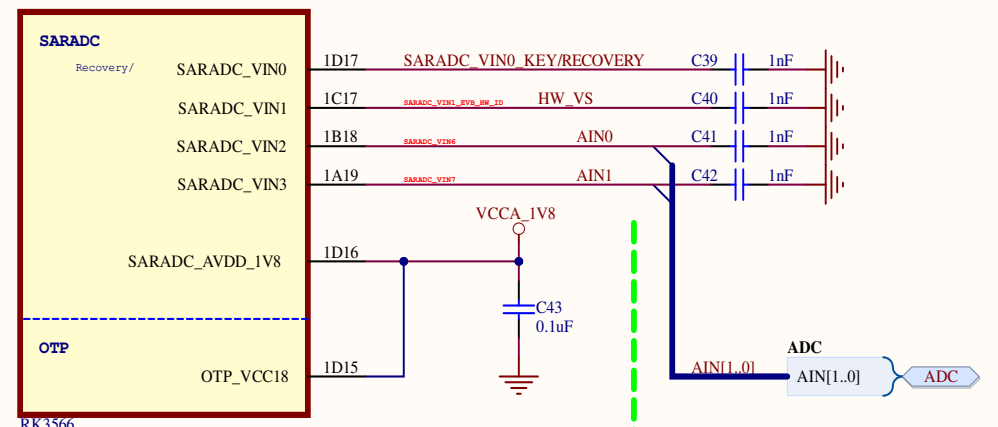 SARADC
Recovery/
SARADC_VIN0 1D17 SARADC_VIN0_KEY/RECOVERY C39 1nF
SARADC_VIN1 1C17 SARADC_VIN1_EVB_HW_ID HW_VS C40 1nF
SARADC_VIN2 1B18 SARADC_VIN6 AIN0 C41 1nF
SARADC_VIN3 1A19 SARADC_VIN7 AIN1 C42 1nF
VCCA_1V8
SARADC_AVDD_1V8 1D16
C43
0.1uF
OTP
ADC
OTP_VCC18 1D15 AIN[1..0] AIN[1..0] ADC
RK3566